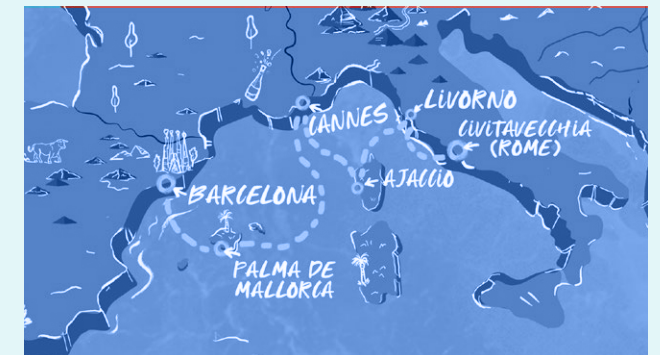 LIVORNO
CANNES
CIVITAVECCHIA
(ROME)
AJACCIO
BARCELONA
PALMA DE
MALLORCA